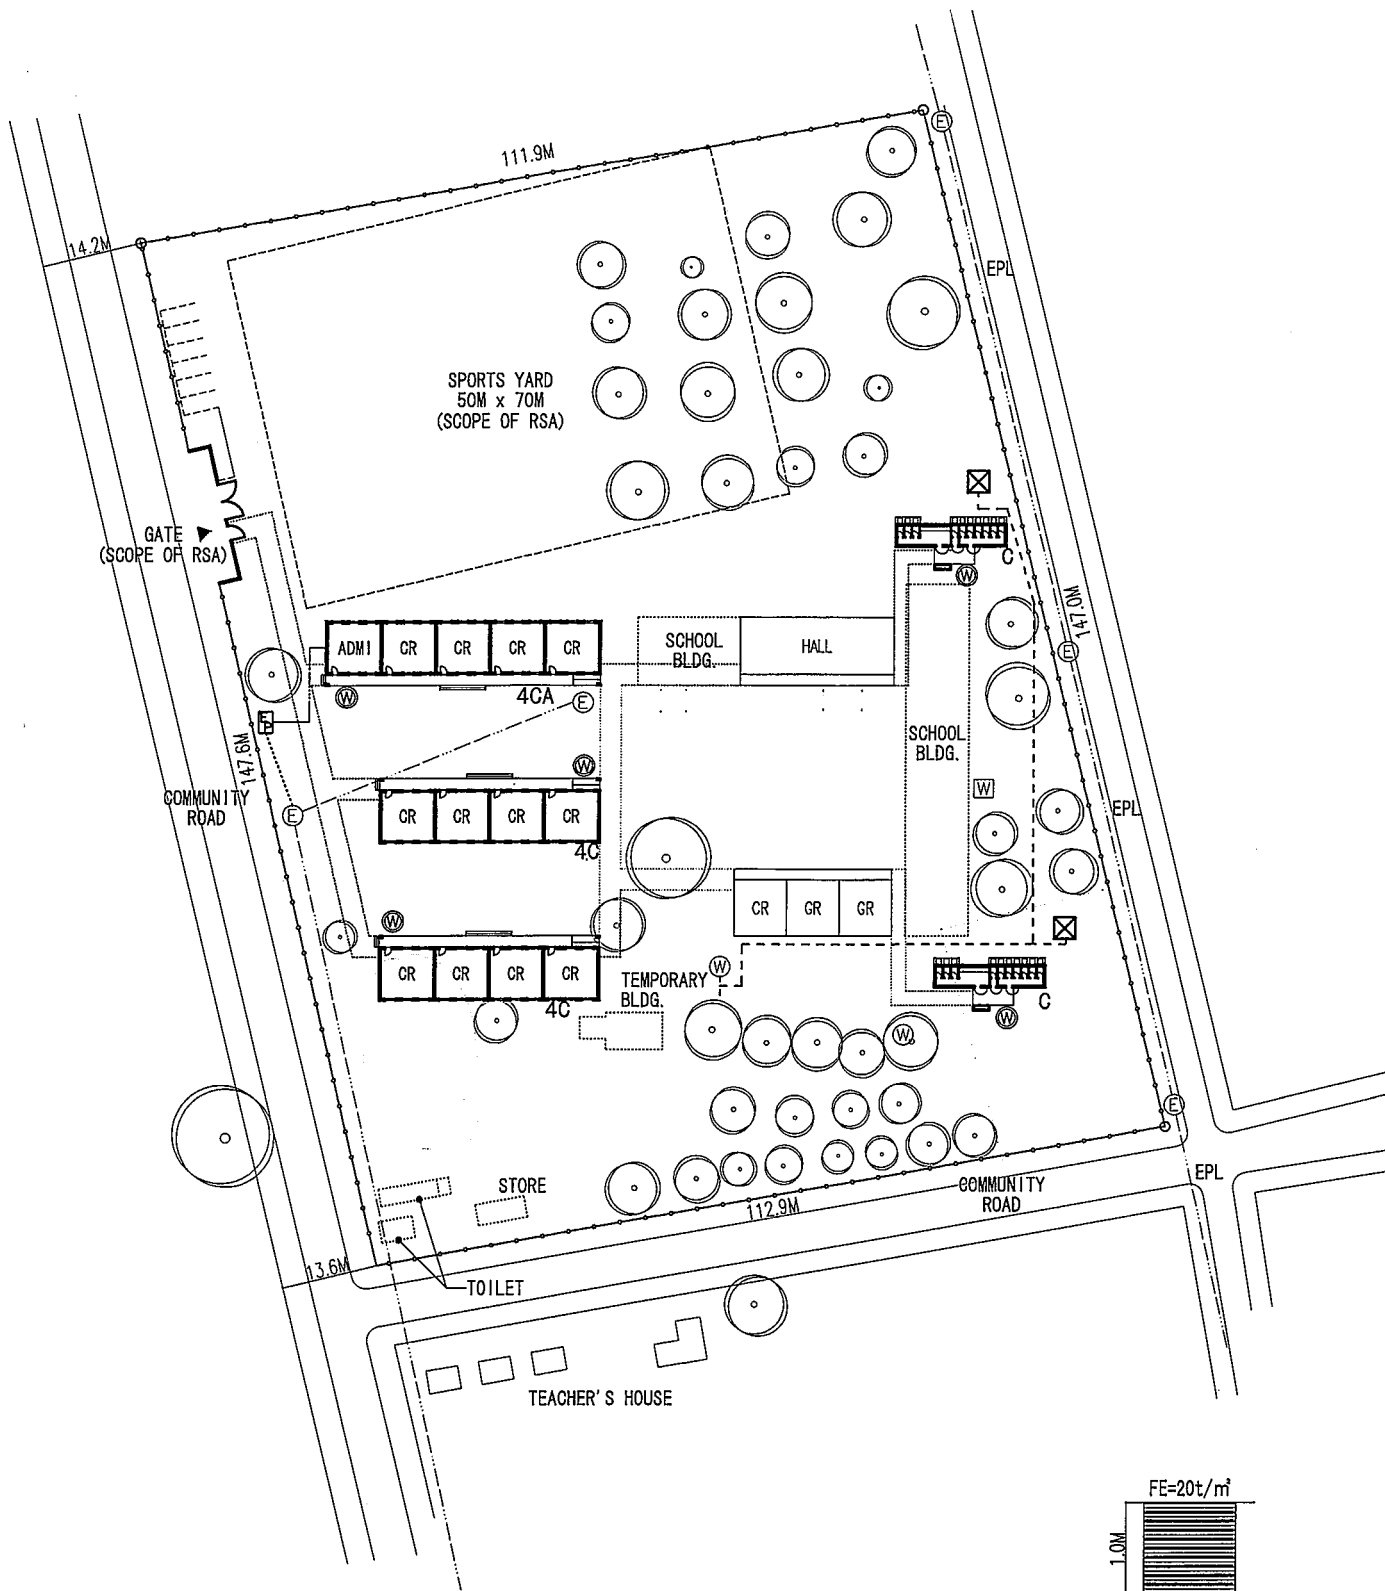 111.9M
14.2M
E
EPL
SPORTS YARD
50M x 70M
(SCOPE OF RSA)
GATE
(SCOPE OF RSA)
C
W
147.0M
ADMI
CR
CR
CR
CR
SCHOOL
BLDG.
HALL
E
W
4CA
E
EP
SCHOOL
BLDG.
147.6M
W
W
COMMUNITY
ROAD
E
CR
CR
CR
CR
EPL
4C
CR
GR
GR
W
CR
CR
CR
CR
TEMPORARY
BLDG.
W
4C
C
W
W
E
STORE
COMMUNITY
ROAD
EPL
112.9M
13.6M
TOILET
TEACHER'S HOUSE
FE=20t/㎡
1.0M